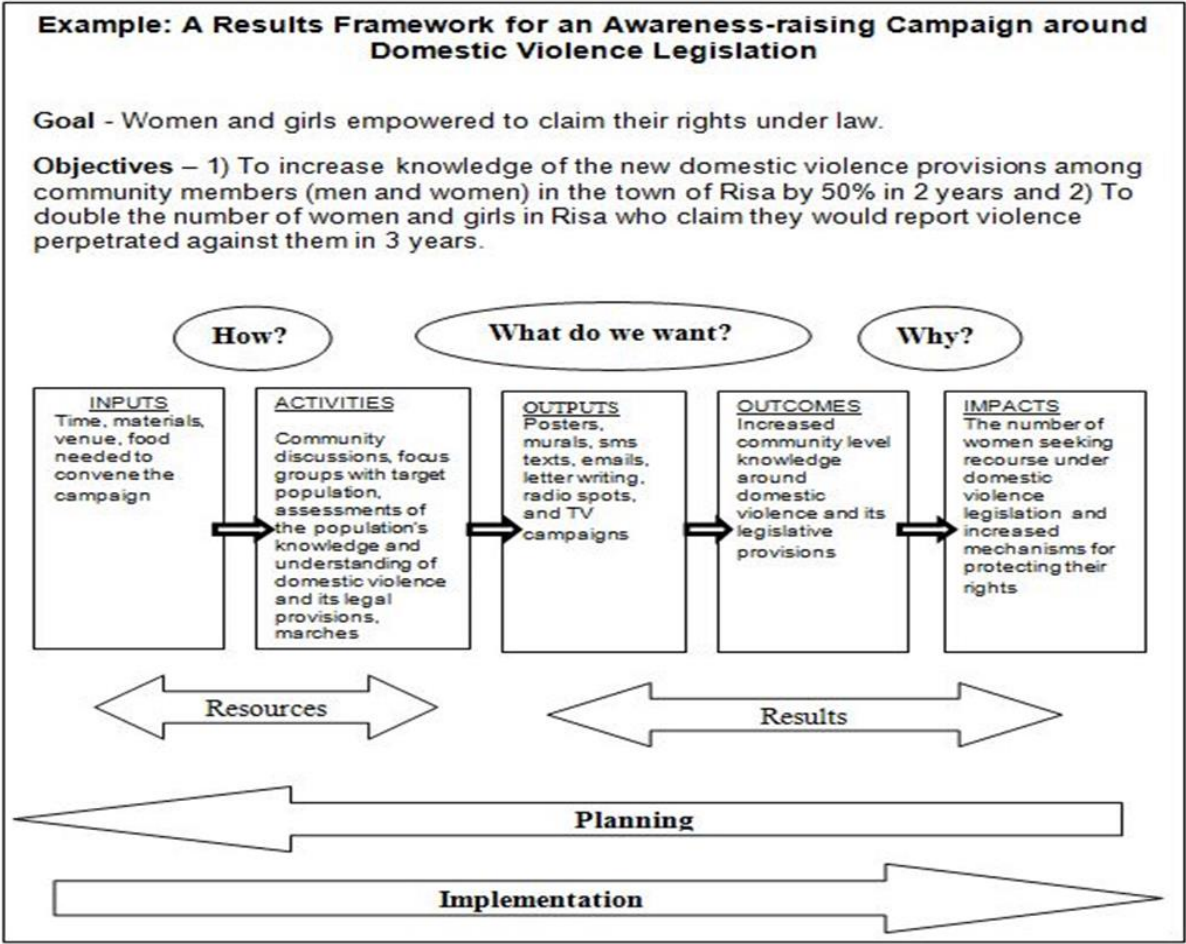 Example: A Results Framework for an Awareness-raising Campaign around
Domestic Violence Legislation
Goal - Women and girls empowered to claim their rights under law.
Objectives – 1) To increase knowledge of the new domestic violence provisions among
community members (men and women) in the town of Risa by 50% in 2 years and 2) To
double the number of women and girls in Risa who claim they would report violence
perpetrated against them in 3 years.
How?
What do we want?
Why?
INPUTS
Time, materials,
venue, food
needed to
convene the
campaign
ACTIVITIES
Community
discussions, focus
groups with target
population,
assessments of
the population's
knowledge and
understanding of
domestic violence
and its legal
provisions,
marches
OUTPUTS
Posters,
murals, sms
texts, emails,
letter writing,
radio spots,
and TV
campaigns
OUTCOMES
Increased
community level
knowledge
around
domestic
violence and its
legislative
provisions
IMPACTS
The number of
women seeking
recourse under
domestic
violence
legislation and
increased
mechanisms for
protecting their
rights
Resources
Results
Planning
Implementation